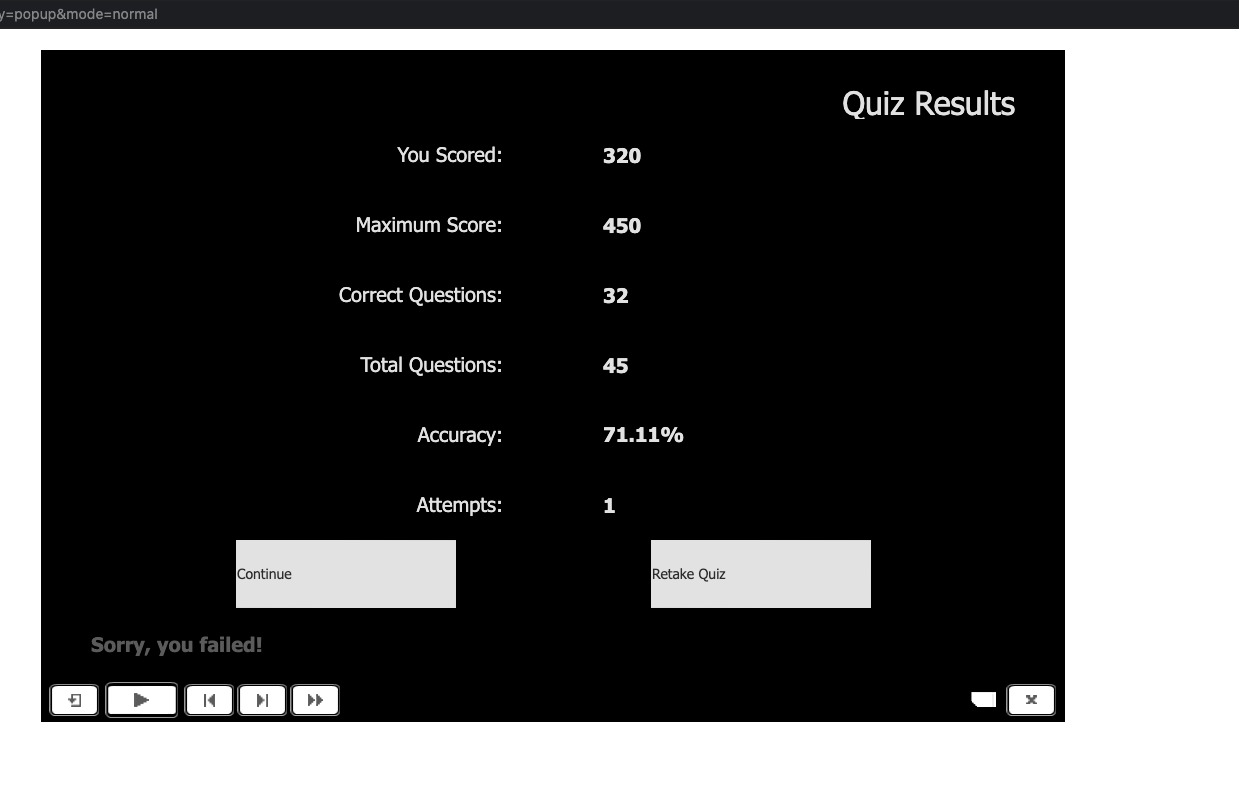 y=popup&mode=normal
Quiz Results
You Scored: 320
Maximum Score: 450
Correct Questions: 32
Total Questions: 45
Accuracy: 71.11%
Attempts: 1
Continue Retake Quiz
Sorry, you failed!